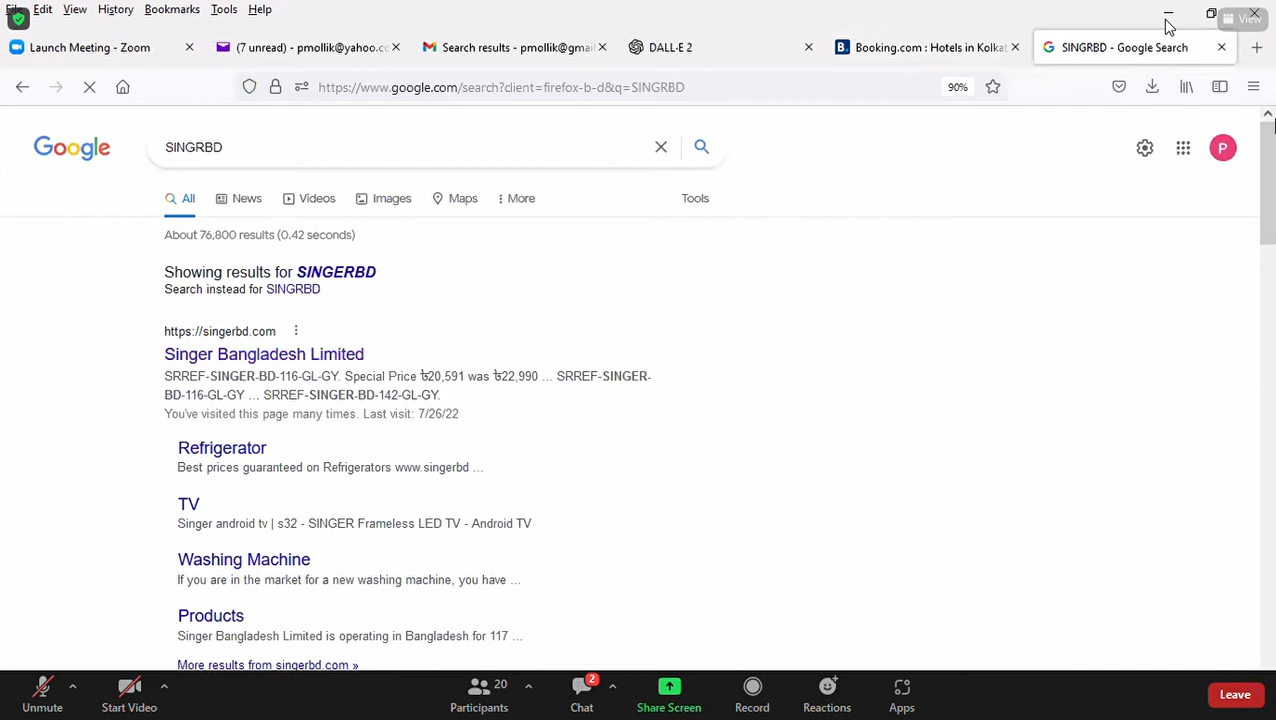 File Edit View History Bookmarks Tools Help
View
Launch Meeting - Zoom
(7 unread) - pmollik@yahoo.cc
Search results - pmollik@gmai
DALL·E 2
Booking.com : Hotels in Kolkat
SINGRBD - Google Search
https://www.google.com/search?client=firefox-b-d&q=SINGRBD
90%
Google
SINGRBD
P
All News Videos Images Maps More Tools
About 76,800 results (0.42 seconds)
Showing results for SINGERBD
Search instead for SINGRBD
https://singerbd.com
Singer Bangladesh Limited
SRREF-SINGER-BD-116-GL-GY. Special Price ৳20,591 was ৳22,990 ... SRREF-SINGER-
BD-116-GL-GY ... SRREF-SINGER-BD-142-GL-GY.
You've visited this page many times. Last visit: 7/26/22
Refrigerator
Best prices guaranteed on Refrigerators www.singerbd ...
TV
Singer android tv | s32 - SINGER Frameless LED TV - Android TV
Washing Machine
If you are in the market for a new washing machine, you have ...
Products
Singer Bangladesh Limited is operating in Bangladesh for 117 ...
More results from singerbd.com »
20
2
Unmute Start Video Participants Chat Share Screen Record Reactions Apps Leave